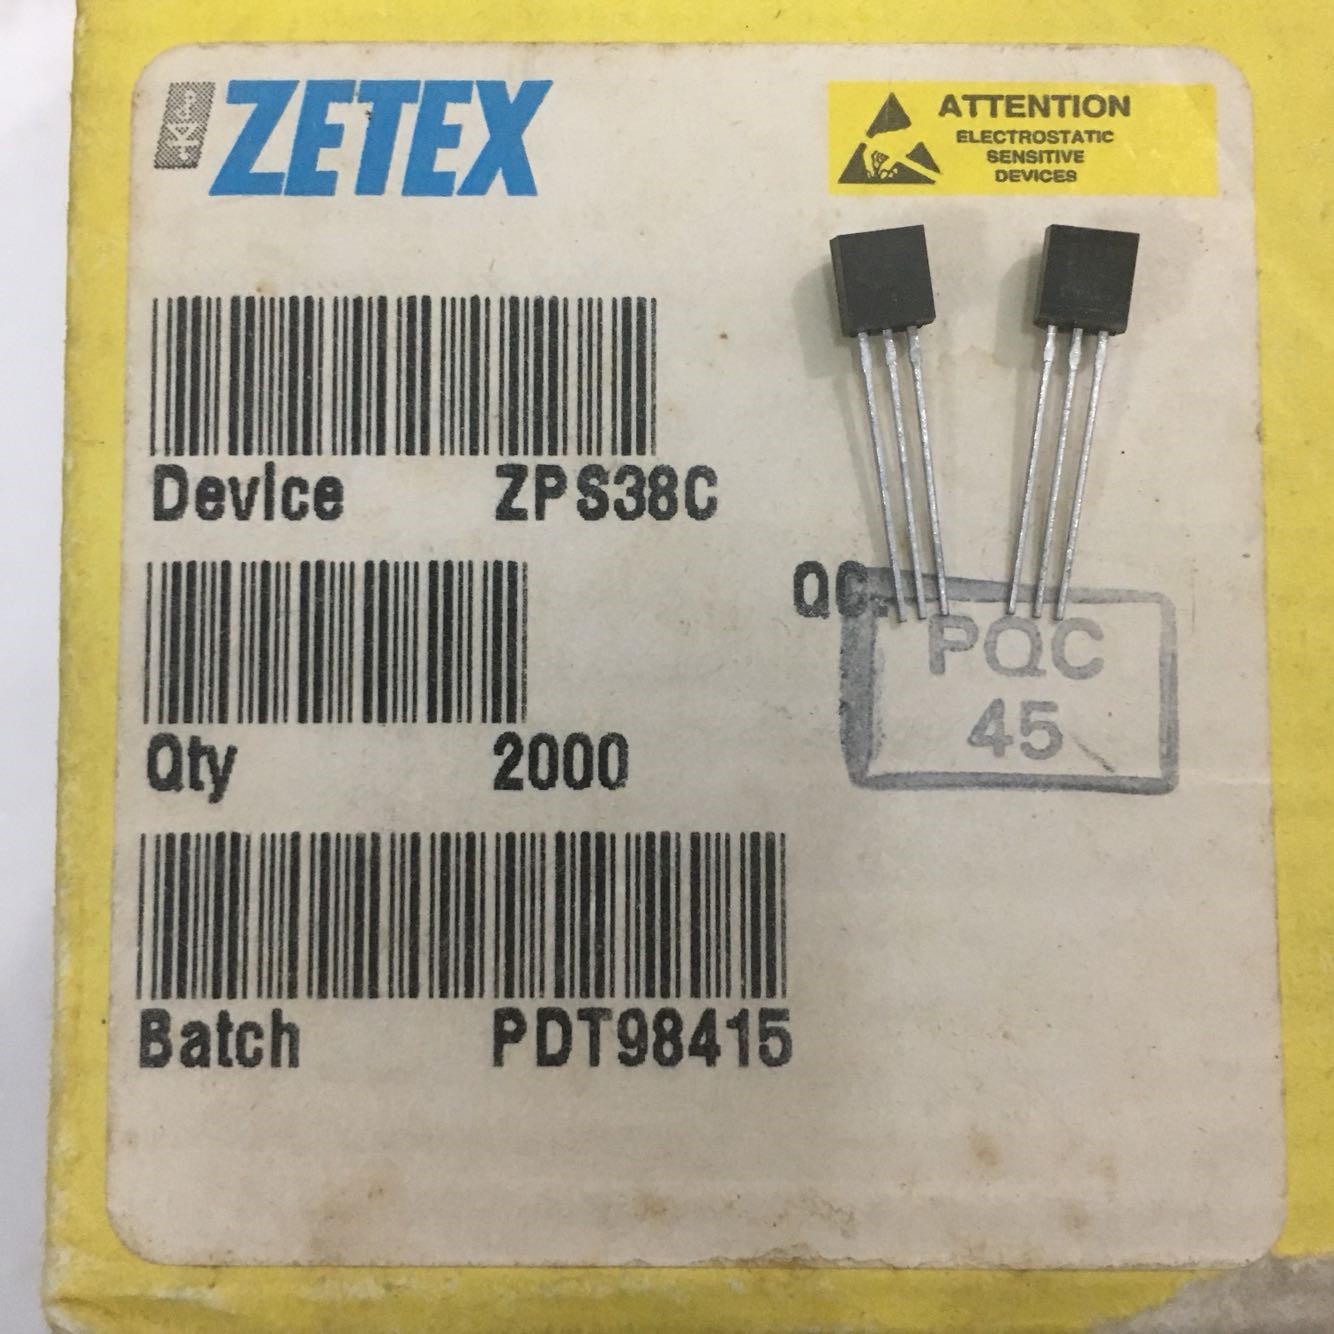 ZETEX
ATTENTION
ELECTROSTATIC
SENSITIVE
DEVICES
Device ZPS38C
QC.
PQC
45
Qty 2000
Batch PDT98415